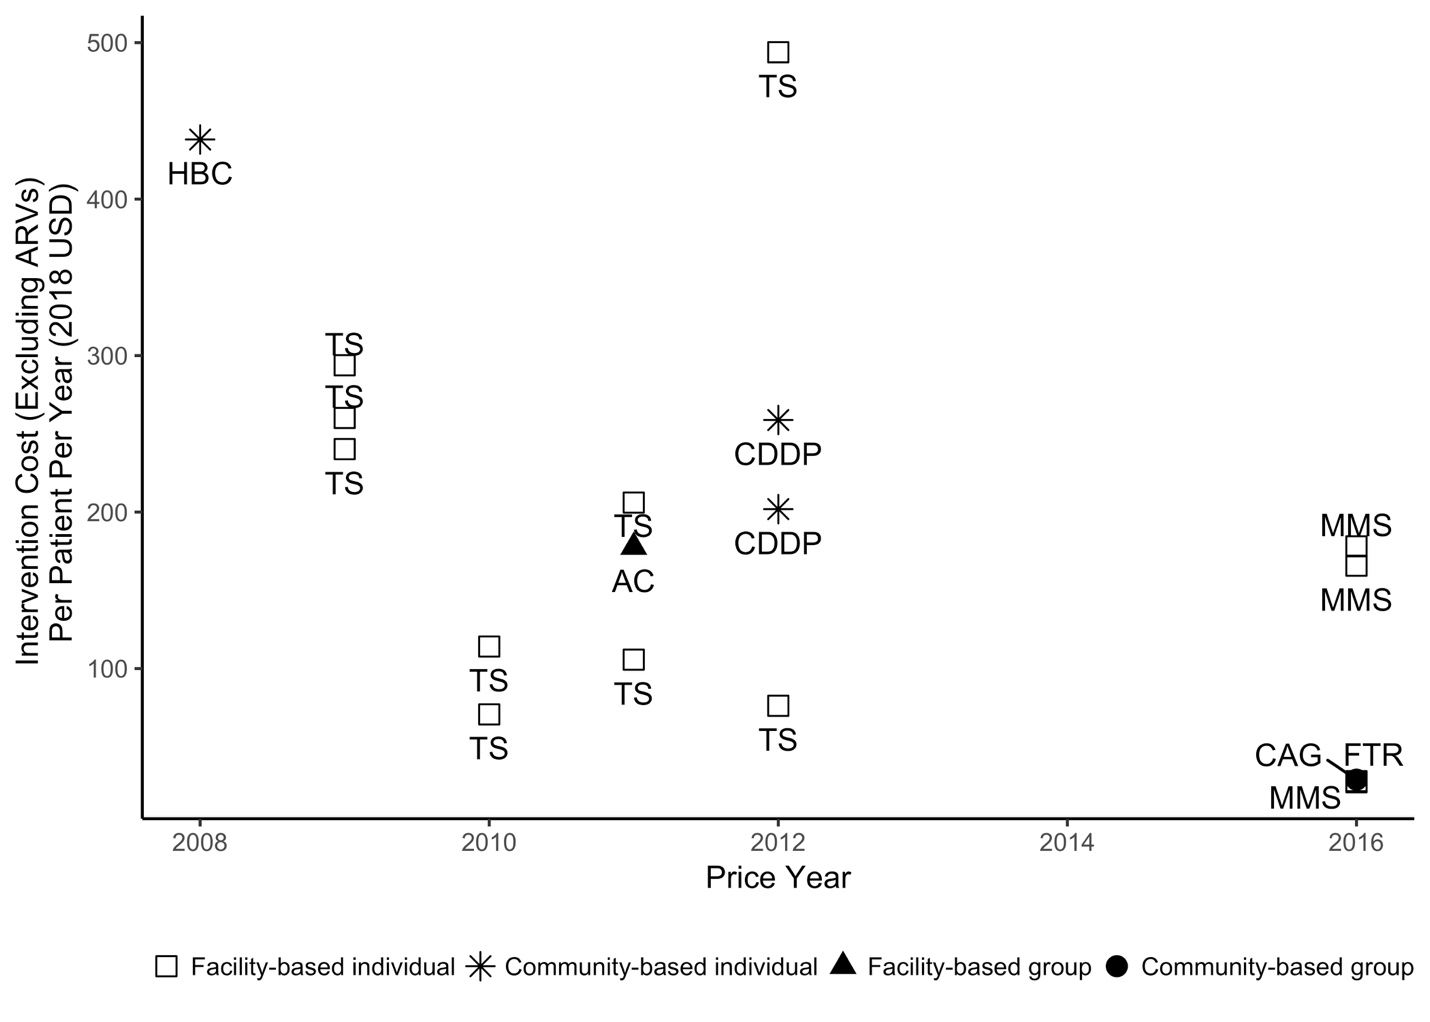 Intervention Cost (Excluding ARVs)
Per Patient Per Year (2018 USD)
500
400
300
200
100
TS
HBC
TS
TS
TS
CDDP
TS
CDDP
MMS
AC
MMS
TS
TS
TS
TS
CAG FTR
MMS
2008 2010 2012 2014 2016
Price Year
Facility-based individual Community-based individual Facility-based group Community-based group